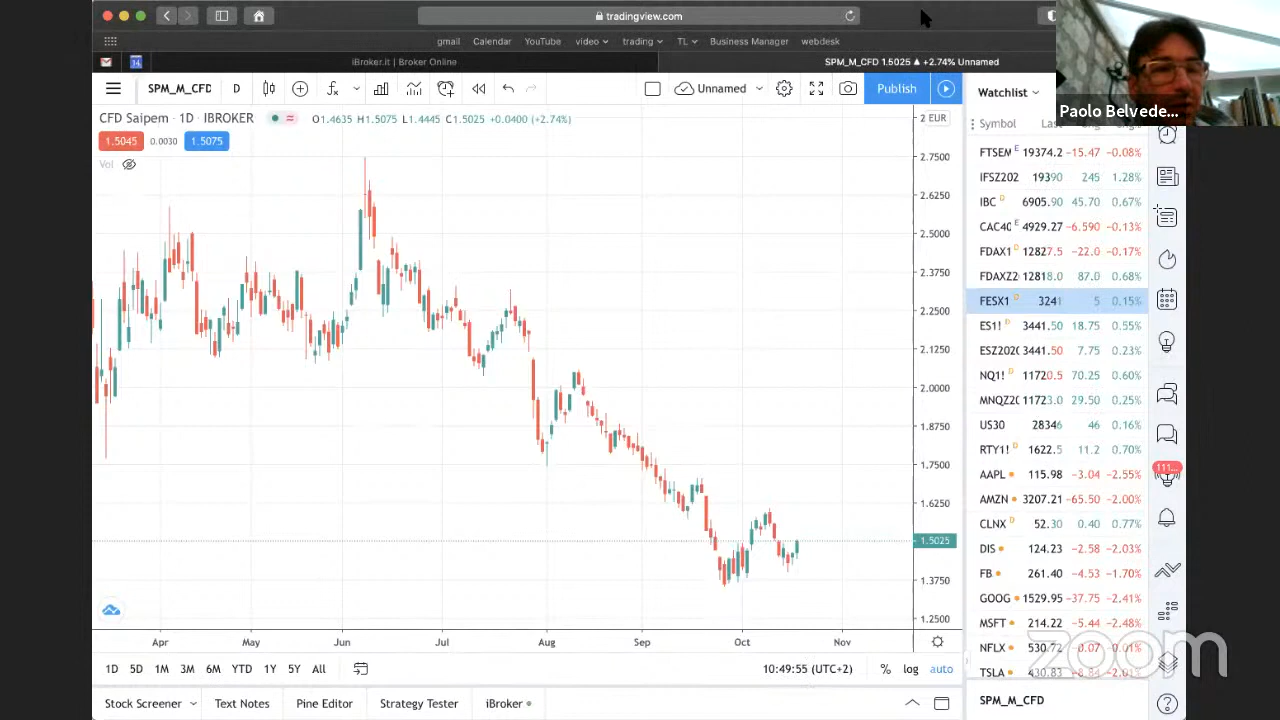 tradingview.com
gmail Calendar YouTube video trading TL Business Manager webdesk
iBroker.it | Broker Online
SPM_M_CFD 1.5025 ▲ +2.74% Unnamed
SPM_M_CFD D
Unnamed
Publish
CFD Saipem · 1D · IBROKER
O1.4635 H1.5075 L1.4445 C1.5025 +0.0400 (+2.74%)
1.5045 0.0030 1.5075
Vol
2 EUR
2.7500
2.6250
2.5000
2.3750
2.2500
2.1250
2.0000
1.8750
1.7500
1.6250
1.5025
1.3750
1.2500
Apr May Jun Jul Aug Sep Oct Nov
1D 5D 1M 3M 6M YTD 1Y 5Y All
10:49:55 (UTC+2)
% log auto
Stock Screener Text Notes Pine Editor Strategy Tester iBroker
Paolo Belvede...
Watchlist
Symbol
FTSEM E 19374.2 −15.47 −0.08%
IFSZ202 19390 245 1.28%
IBC D 6905.90 45.70 0.67%
CAC40 E 4929.27 −6.590 −0.13%
FDAX1 D 12827.5 −22.0 −0.17%
FDAXZ2 12818.0 87.0 0.68%
FESX1 D 3241 5 0.15%
ES1! D 3441.50 18.75 0.55%
ESZ202 3441.50 7.75 0.23%
NQ1! D 11720.5 70.25 0.60%
MNQZ2 11723.0 29.50 0.25%
US30 28346 46 0.16%
RTY1! D 1622.5 11.2 0.70%
AAPL 115.98 −3.04 −2.55%
AMZN 3207.21 −65.50 −2.00%
CLNX D 52.30 0.40 0.77%
DIS 124.23 −2.58 −2.03%
FB 261.40 −4.53 −1.70%
GOOG 1529.95 −37.75 −2.41%
MSFT 214.22 −5.44 −2.48%
NFLX 530.72 −0.07 −0.01%
TSLA 430.83 −8.84 −2.01%
SPM_M_CFD
111...
zoom